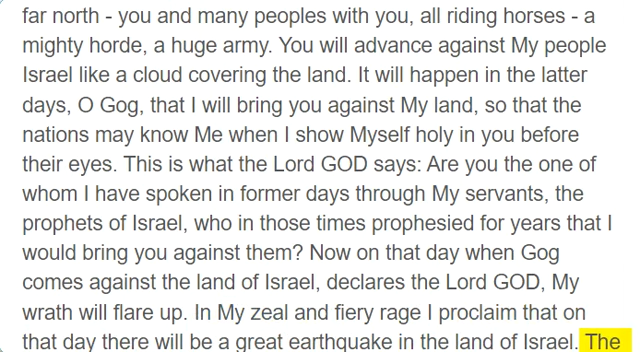 far north - you and many peoples with you, all riding horses - a
mighty horde, a huge army. You will advance against My people
Israel like a cloud covering the land. It will happen in the latter
days, O Gog, that I will bring you against My land, so that the
nations may know Me when I show Myself holy in you before
their eyes. This is what the Lord GOD says: Are you the one of
whom I have spoken in former days through My servants, the
prophets of Israel, who in those times prophesied for years that I
would bring you against them? Now on that day when Gog
comes against the land of Israel, declares the Lord GOD, My
wrath will flare up. In My zeal and fiery rage I proclaim that on
that day there will be a great earthquake in the land of Israel. The